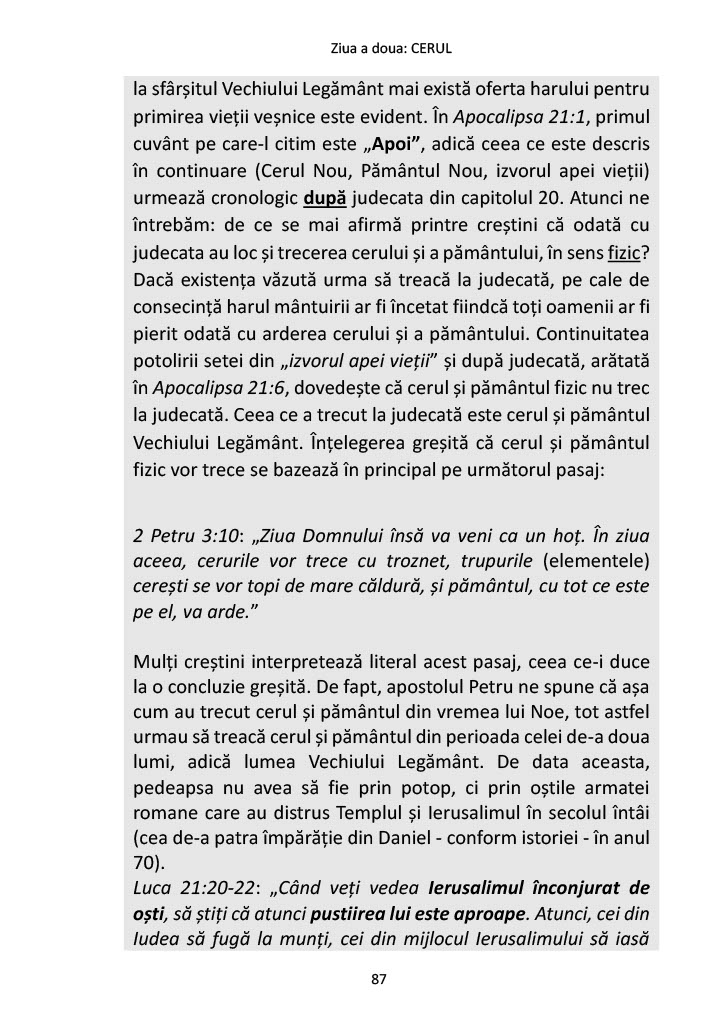 Ziua a doua: CERUL
la sfârșitul Vechiului Legământ mai există oferta harului pentru
primirea vieții veșnice este evident. În Apocalipsa 21:1, primul
cuvânt pe care-l citim este „Apoi”, adică ceea ce este descris
în continuare (Cerul Nou, Pământul Nou, izvorul apei vieții)
urmează cronologic după judecata din capitolul 20. Atunci ne
întrebăm: de ce se mai afirmă printre creștini că odată cu
judecata au loc și trecerea cerului și a pământului, în sens fizic?
Dacă existența văzută urma să treacă la judecată, pe cale de
consecință harul mântuirii ar fi încetat fiindcă toți oamenii ar fi
pierit odată cu arderea cerului și a pământului. Continuitatea
potolirii setei din „izvorul apei vieții” și după judecată, arătată
în Apocalipsa 21:6, dovedește că cerul și pământul fizic nu trec
la judecată. Ceea ce a trecut la judecată este cerul și pământul
Vechiului Legământ. Înțelegerea greșită că cerul și pământul
fizic vor trece se bazează în principal pe următorul pasaj:
2 Petru 3:10: „Ziua Domnului însă va veni ca un hoț. În ziua
aceea, cerurile vor trece cu troznet, trupurile (elementele)
cerești se vor topi de mare căldură, și pământul, cu tot ce este
pe el, va arde.”
Mulți creștini interpretează literal acest pasaj, ceea ce-i duce
la o concluzie greșită. De fapt, apostolul Petru ne spune că așa
cum au trecut cerul și pământul din vremea lui Noe, tot astfel
urmau să treacă cerul și pământul din perioada celei de-a doua
lumi, adică lumea Vechiului Legământ. De data aceasta,
pedeapsa nu avea să fie prin potop, ci prin oștile armatei
romane care au distrus Templul și Ierusalimul în secolul întâi
(cea de-a patra împărăție din Daniel - conform istoriei - în anul
70).
Luca 21:20-22: „Când veți vedea Ierusalimul înconjurat de
oști, să știți că atunci pustiirea lui este aproape. Atunci, cei din
Iudea să fugă la munți, cei din mijlocul Ierusalimului să iasă
87